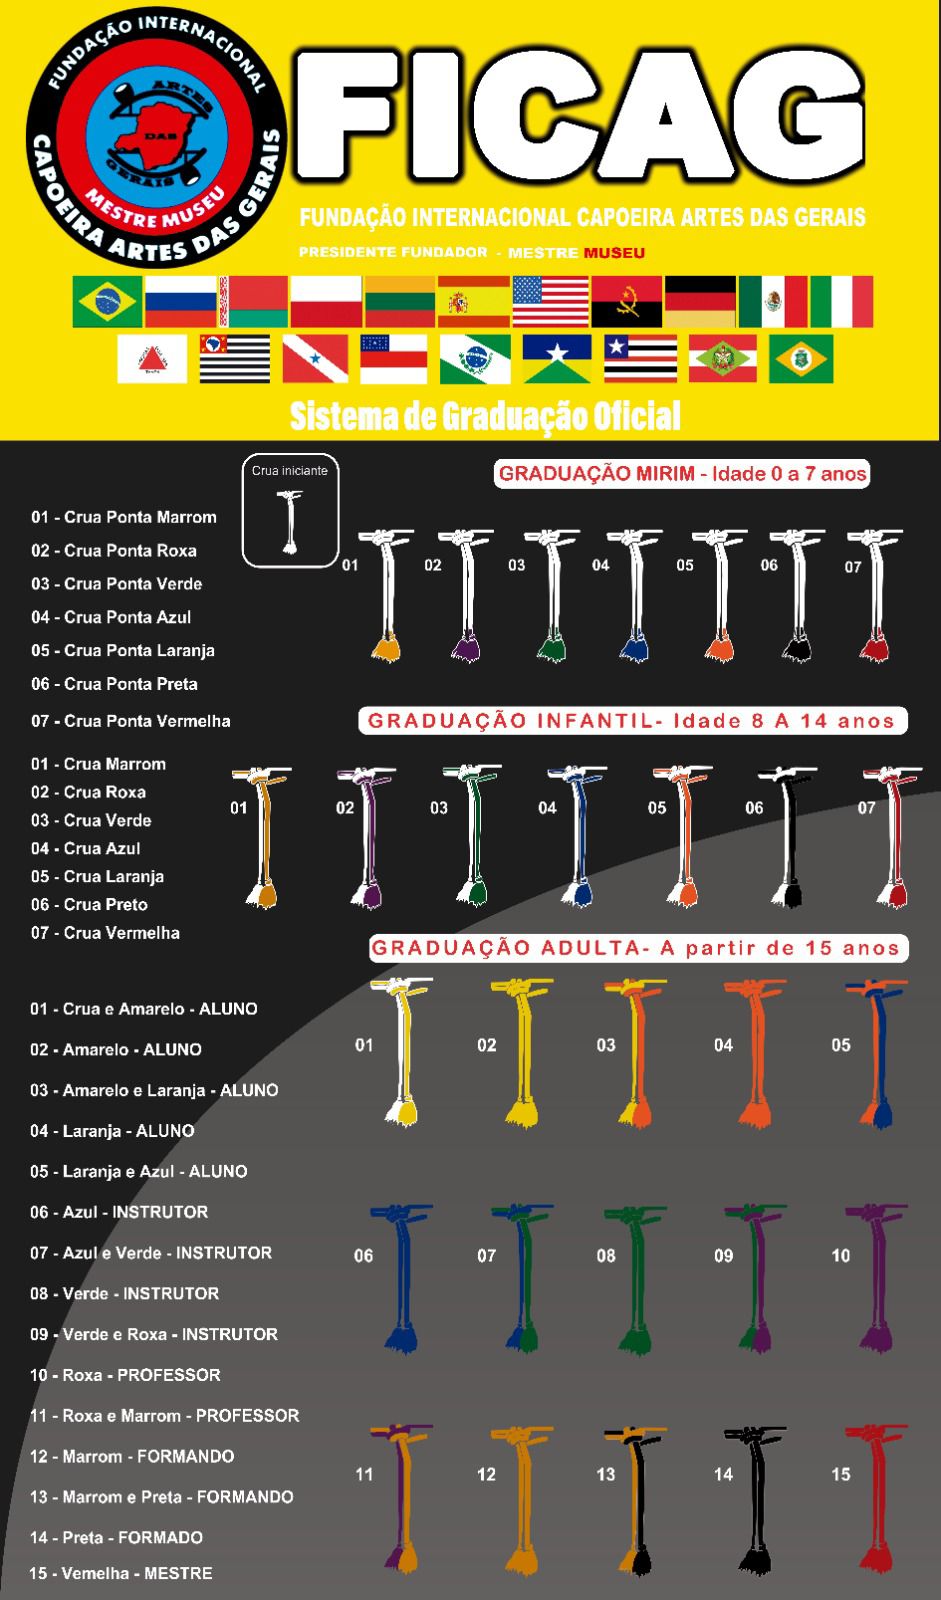 FUNDAÇÃO INTERNACIONAL
CAPOEIRA ARTES DAS GERAIS
ARTES
DAS
GERAIS
MESTRE MUSEU
FICAG
FUNDAÇÃO INTERNACIONAL CAPOEIRA ARTES DAS GERAIS
PRESIDENTE FUNDADOR - MESTRE MUSEU
Sistema de Graduação Oficial
Crua iniciante
GRADUAÇÃO MIRIM - Idade 0 a 7 anos
01 - Crua Ponta Marrom
02 - Crua Ponta Roxa
03 - Crua Ponta Verde
04 - Crua Ponta Azul
05 - Crua Ponta Laranja
06 - Crua Ponta Preta
07 - Crua Ponta Vermelha
01 02 03 04 05 06 07
GRADUAÇÃO INFANTIL- Idade 8 A 14 anos
01 - Crua Marrom
02 - Crua Roxa
03 - Crua Verde
04 - Crua Azul
05 - Crua Laranja
06 - Crua Preto
07 - Crua Vermelha
01 02 03 04 05 06 07
GRADUAÇÃO ADULTA- A partir de 15 anos
01 - Crua e Amarelo - ALUNO
02 - Amarelo - ALUNO
03 - Amarelo e Laranja - ALUNO
04 - Laranja - ALUNO
05 - Laranja e Azul - ALUNO
06 - Azul - INSTRUTOR
07 - Azul e Verde - INSTRUTOR
08 - Verde - INSTRUTOR
09 - Verde e Roxa - INSTRUTOR
10 - Roxa - PROFESSOR
11 - Roxa e Marrom - PROFESSOR
12 - Marrom - FORMANDO
13 - Marrom e Preta - FORMANDO
14 - Preta - FORMADO
15 - Vemelha - MESTRE
01 02 03 04 05
06 07 08 09 10
11 12 13 14 15